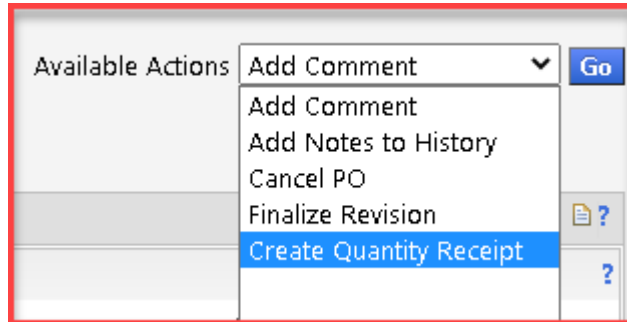 Available Actions Add Comment Go
Add Comment
Add Notes to History
Cancel PO
Finalize Revision
?
Create Quantity Receipt
?